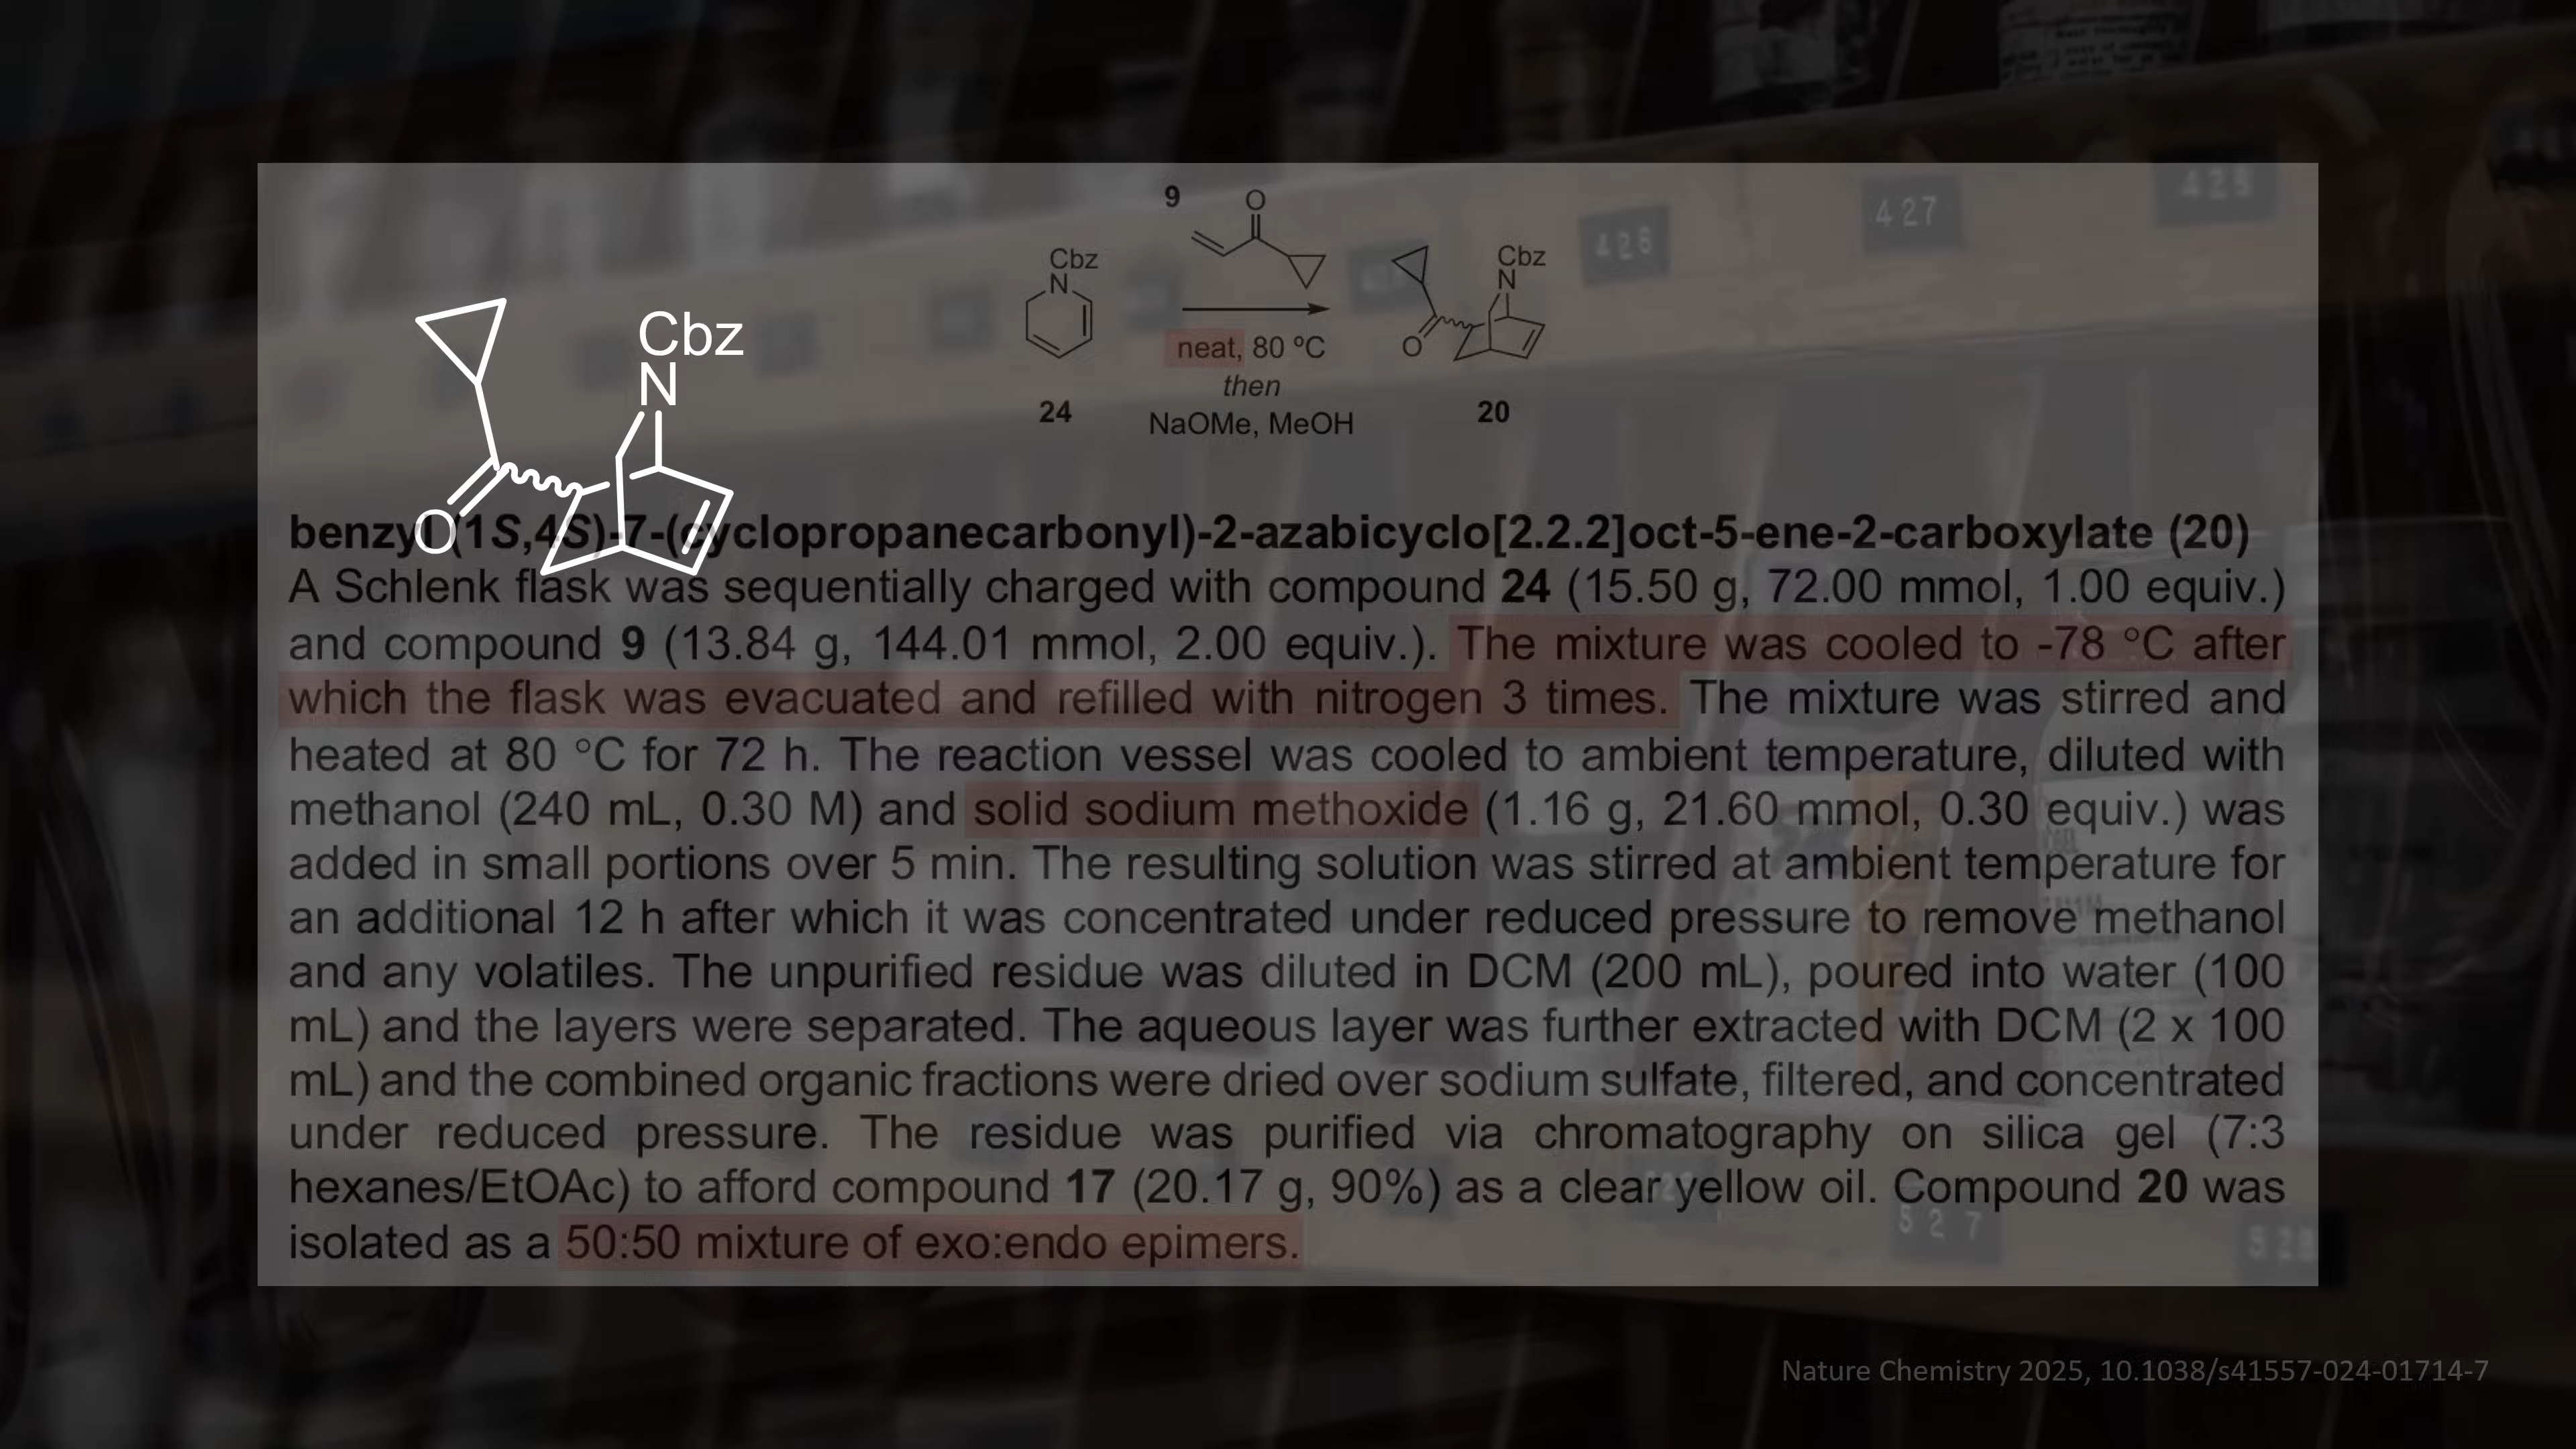 9
O
Cbz
N
Cbz
N
O
neat, 80 ºC
then
NaOMe, MeOH
24
20
Cbz
N
O
426
427
428
benzyl (1S,4S)-7-(cyclopropanecarbonyl)-2-azabicyclo[2.2.2]oct-5-ene-2-carboxylate (20)
A Schlenk flask was sequentially charged with compound 24 (15.50 g, 72.00 mmol, 1.00 equiv.)
and compound 9 (13.84 g, 144.01 mmol, 2.00 equiv.). The mixture was cooled to -78 °C after
which the flask was evacuated and refilled with nitrogen 3 times. The mixture was stirred and
heated at 80 °C for 72 h. The reaction vessel was cooled to ambient temperature, diluted with
methanol (240 mL, 0.30 M) and solid sodium methoxide (1.16 g, 21.60 mmol, 0.30 equiv.) was
added in small portions over 5 min. The resulting solution was stirred at ambient temperature for
an additional 12 h after which it was concentrated under reduced pressure to remove methanol
and any volatiles. The unpurified residue was diluted in DCM (200 mL), poured into water (100
mL) and the layers were separated. The aqueous layer was further extracted with DCM (2 x 100
mL) and the combined organic fractions were dried over sodium sulfate, filtered, and concentrated
under reduced pressure. The residue was purified via chromatography on silica gel (7:3
hexanes/EtOAc) to afford compound 17 (20.17 g, 90%) as a clear yellow oil. Compound 20 was
isolated as a 50:50 mixture of exo:endo epimers.
527
528
Nature Chemistry 2025, 10.1038/s41557-024-01714-7